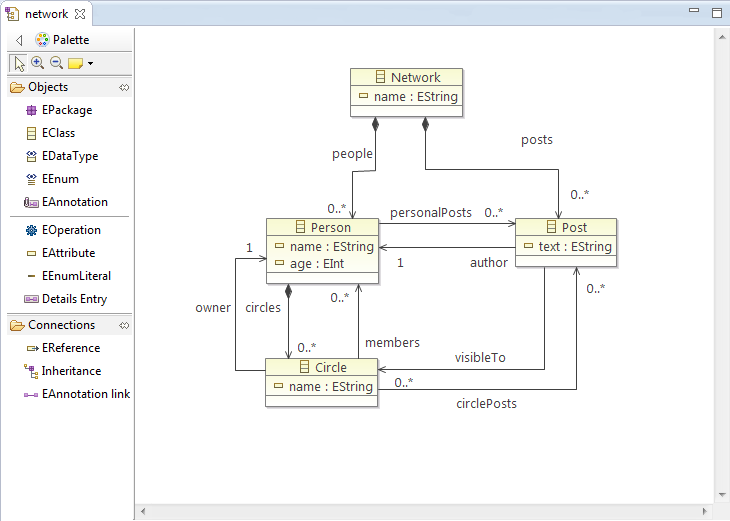 network
Palette
Objects
EPackage
EClass
EDataType
EEnum
EAnnotation
EOperation
EAttribute
EEnumLiteral
Details Entry
Connections
EReference
Inheritance
EAnnotation link
Network
name : EString
people
posts
0..*
0..*
personalPosts
0..*
Person
name : EString
age : EInt
Post
text : EString
1
1
author
owner
circles
0..*
0..*
0..*
members
visibleTo
Circle
name : EString
0..*
circlePosts